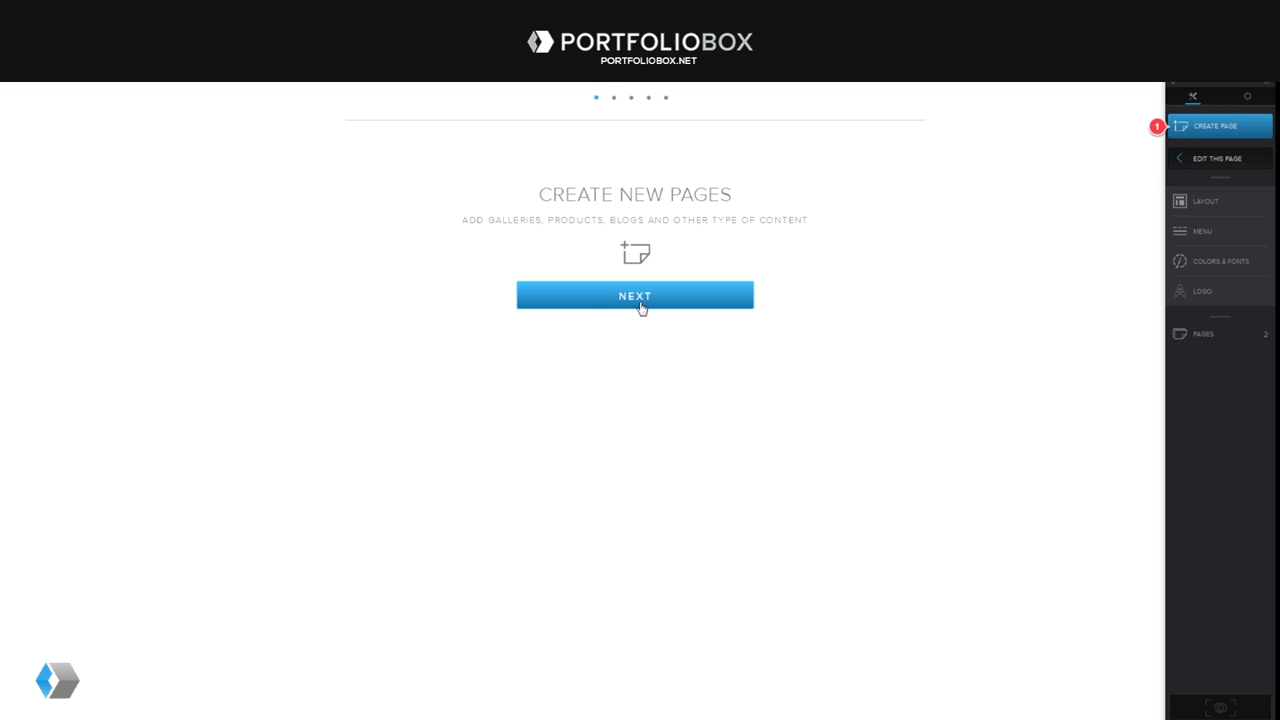 PORTFOLIOBOX
PORTFOLIOBOX.NET
CREATE NEW PAGES
ADD GALLERIES, PRODUCTS, BLOGS AND OTHER TYPE OF CONTENT
NEXT
1 CREATE PAGE
EDIT THIS PAGE
LAYOUT
MENU
COLORS & FONTS
LOGO
PAGES 2